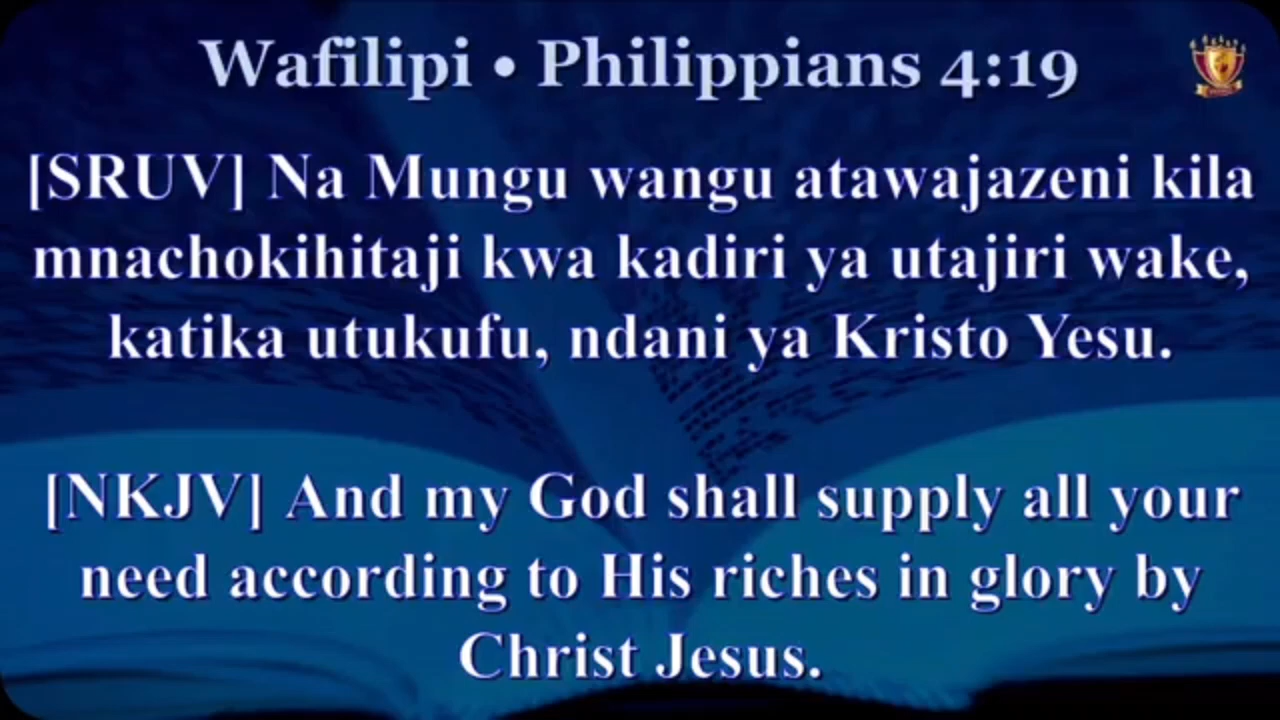 Wafilipi • Philippians 4:19
[SRUV] Na Mungu wangu atawajazeni kila
mnachokihitaji kwa kadiri ya utajiri wake,
katika utukufu, ndani ya Kristo Yesu.
[NKJV] And my God shall supply all your
need according to His riches in glory by
Christ Jesus.